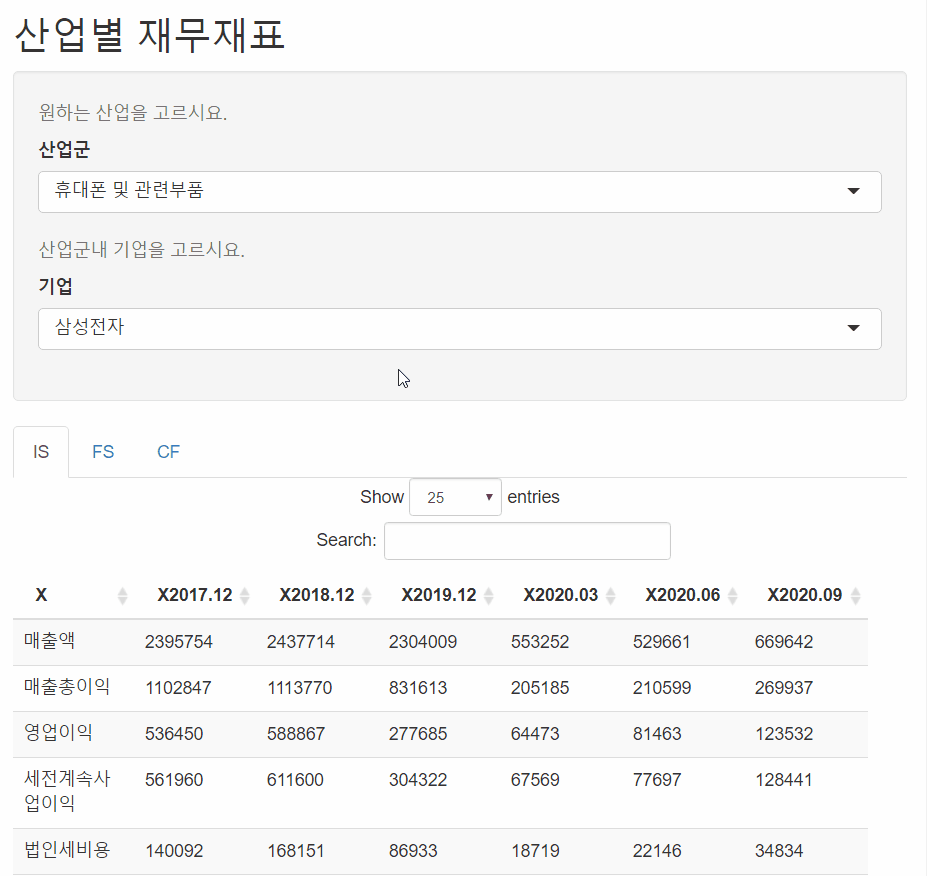 산업별 재무재표
원하는 산업을 고르시요.
산업군
휴대폰 및 관련부품
산업군내 기업을 고르시요.
기업
삼성전자
IS FS CF
Show 25 entries
Search:
X X2017.12 X2018.12 X2019.12 X2020.03 X2020.06 X2020.09
매출액 2395754 2437714 2304009 553252 529661 669642
매출총이익 1102847 1113770 831613 205185 210599 269937
영업이익 536450 588867 277685 64473 81463 123532
세전계속사 561960 611600 304322 67569 77697 128441
업이익
법인세비용 140092 168151 86933 18719 22146 34834